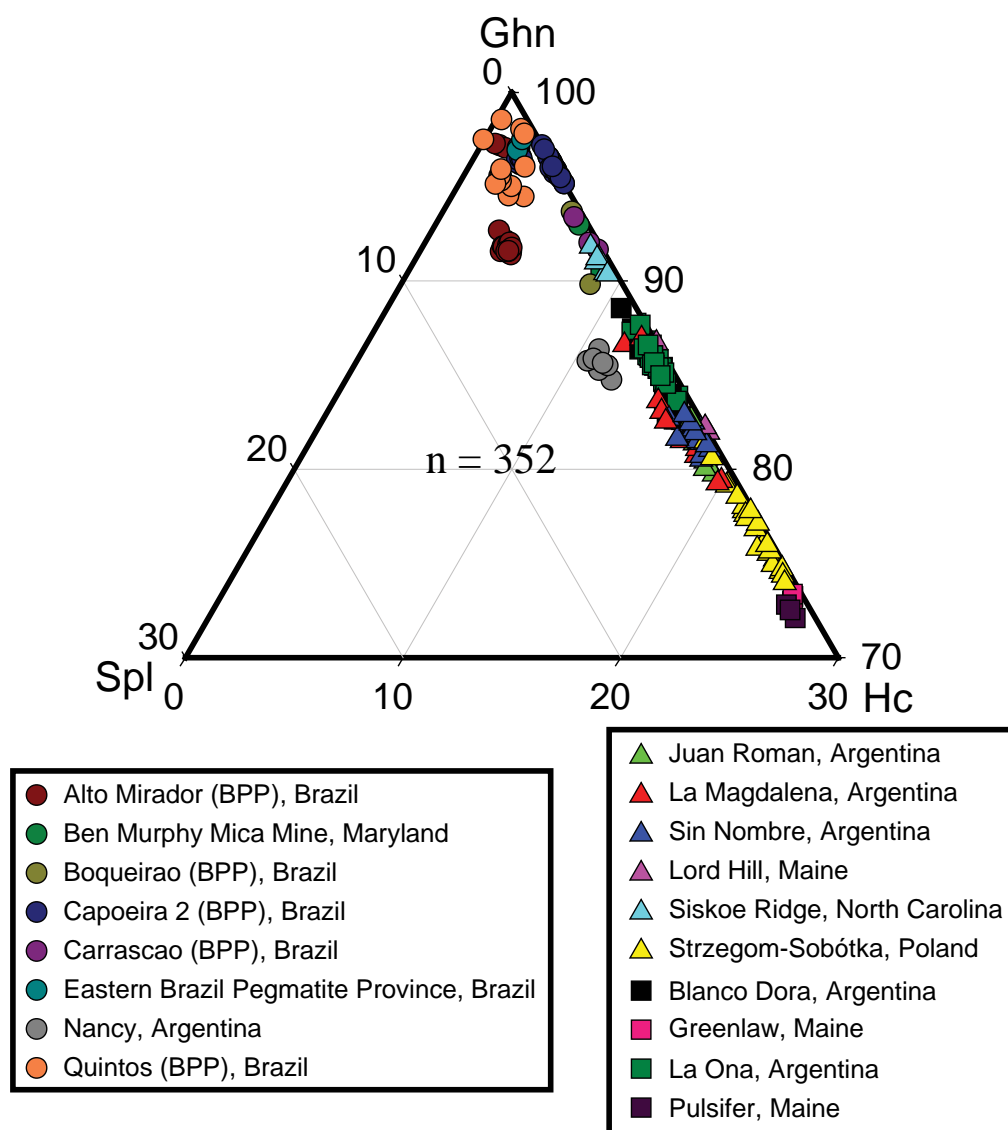 Ghn
0
100
10
90
20
n = 352
80
30
70
Spl
Hc
0
10
20
30
Alto Mirador (BPP), Brazil
Ben Murphy Mica Mine, Maryland
Boqueirao (BPP), Brazil
Capoeira 2 (BPP), Brazil
Carrascao (BPP), Brazil
Eastern Brazil Pegmatite Province, Brazil
Nancy, Argentina
Quintos (BPP), Brazil
Juan Roman, Argentina
La Magdalena, Argentina
Sin Nombre, Argentina
Lord Hill, Maine
Siskoe Ridge, North Carolina
Strzegom-Sobótka, Poland
Blanco Dora, Argentina
Greenlaw, Maine
La Ona, Argentina
Pulsifer, Maine